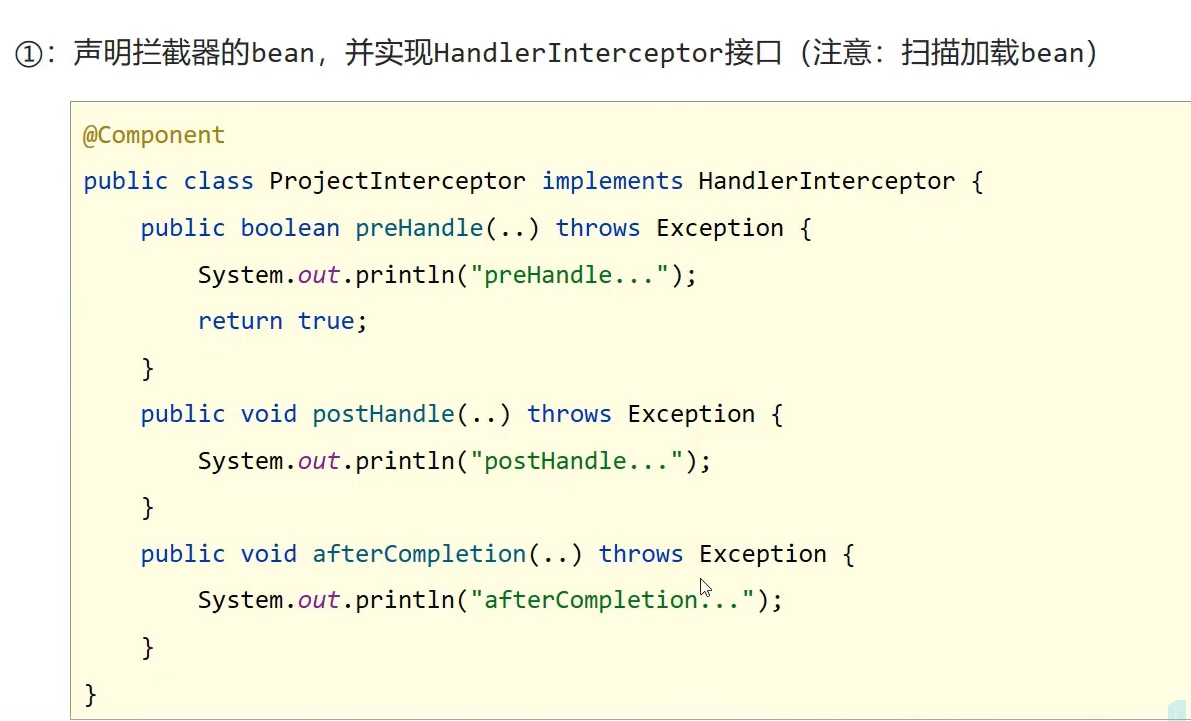 ①：声明拦截器的bean，并实现HandlerInterceptor接口（注意：扫描加载bean）
@Component
public class ProjectInterceptor implements HandlerInterceptor {
    public boolean preHandle(..) throws Exception {
        System.out.println("preHandle...");
        return true;
    }
    public void postHandle(..) throws Exception {
        System.out.println("postHandle...");
    }
    public void afterCompletion(..) throws Exception {
        System.out.println("afterCompletion...");
    }
}